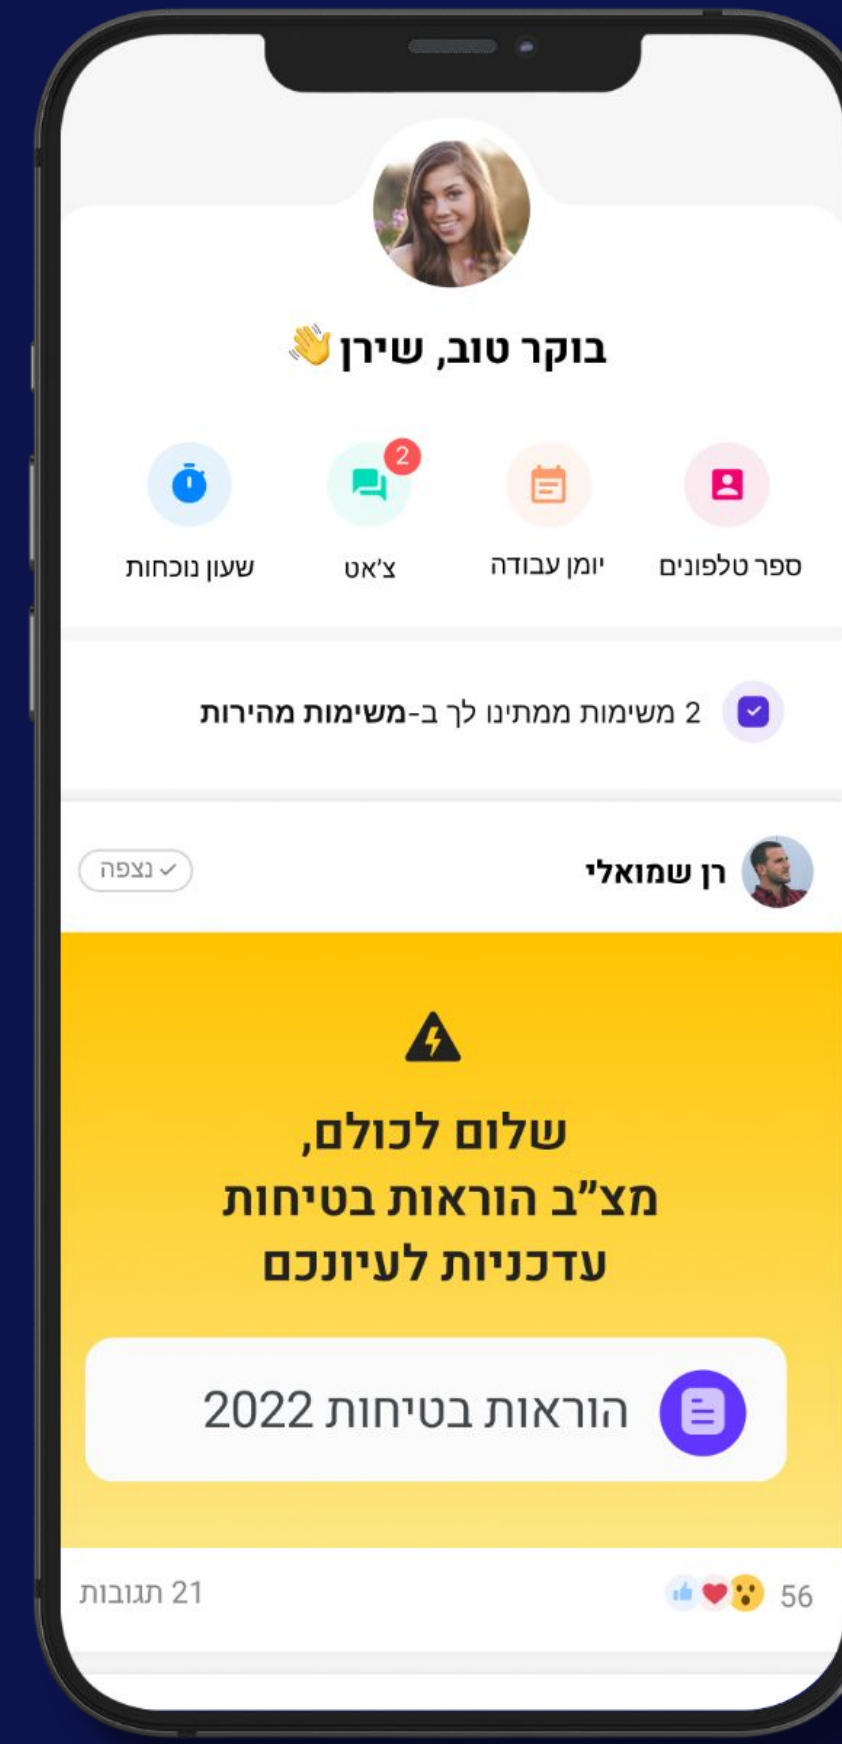 בוקר טוב, שירן 👋
ספר טלפונים
יומן עבודה
2
צ׳אט
שעון נוכחות
2 משימות ממתינו לך ב-משימות מהירות
רן שמואלי
נצפה
שלום לכולם,
מצ״ב הוראות בטיחות
עדכניות לעיונכם
הוראות בטיחות 2022
56
21 תגובות